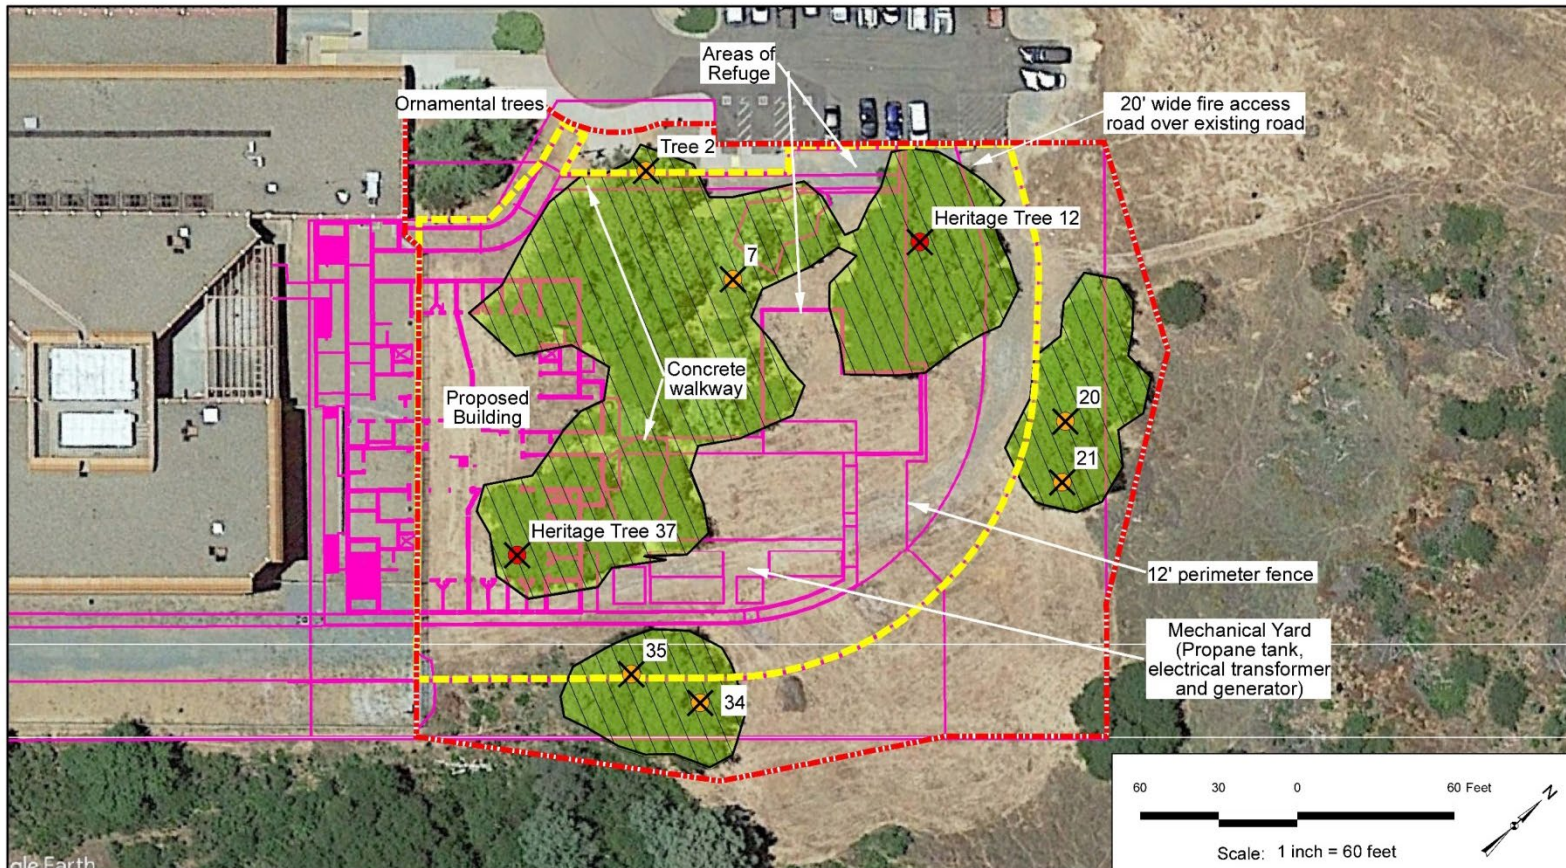 Areas of
Refuge
Ornamental trees
20' wide fire access
road over existing road
Tree 2
Heritage Tree 12
7
Concrete
walkway
Proposed
Building
20
21
Heritage Tree 37
12' perimeter fence
Mechanical Yard
(Propane tank,
electrical transformer
and generator)
35
34
60 30 0 60 Feet
N
Scale: 1 inch = 60 feet
gle Earth